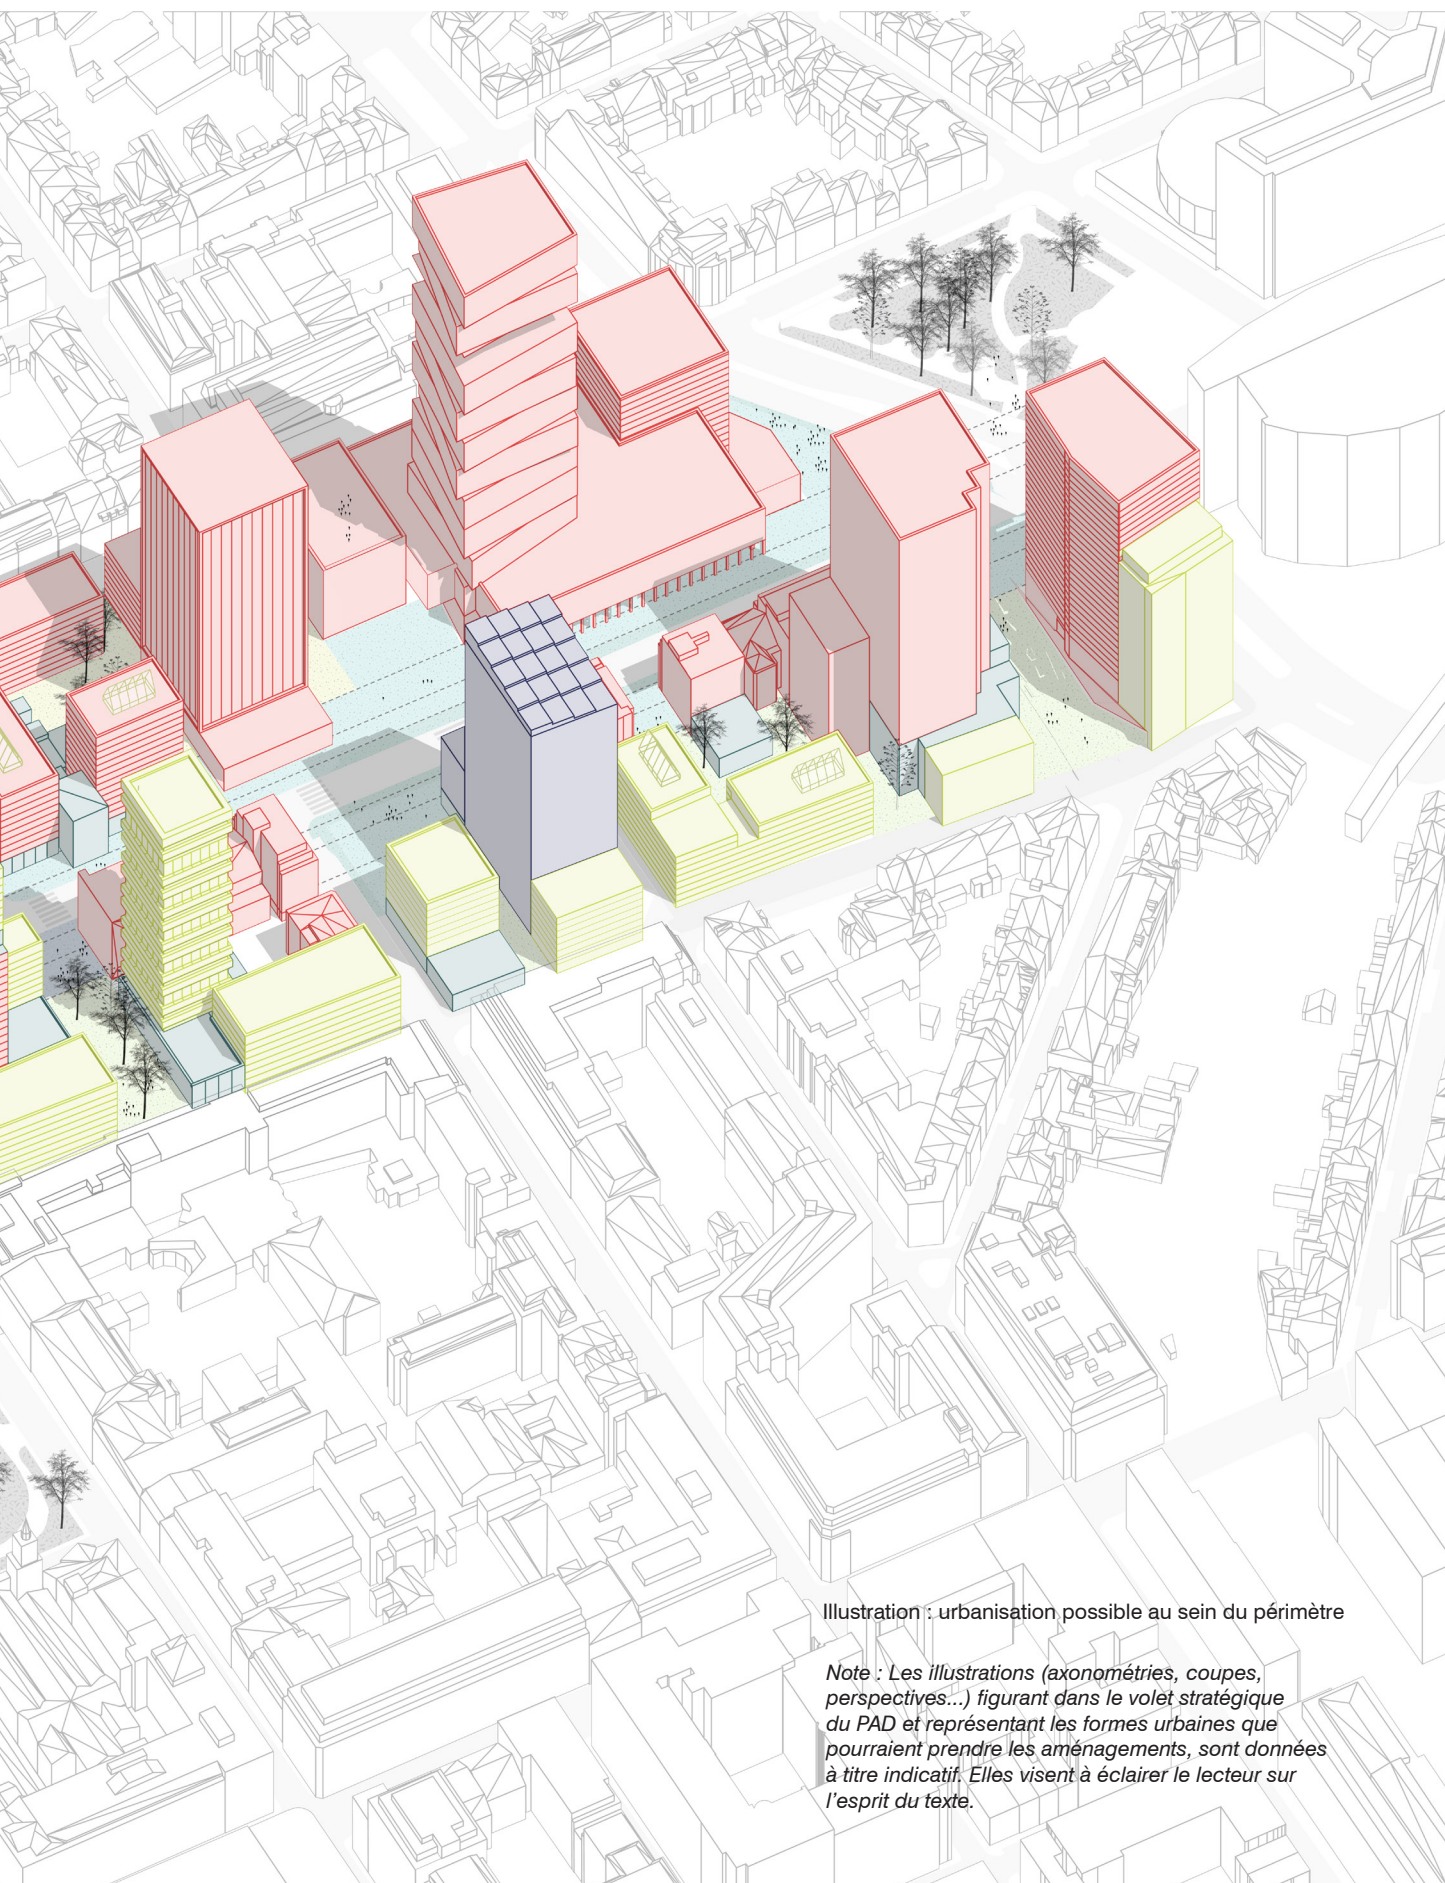 Illustration : urbanisation possible au sein du périmètre
Note : Les illustrations (axonométries, coupes,
perspectives...) figurant dans le volet stratégique
du PAD et représentant les formes urbaines que
pourraient prendre les aménagements, sont données
à titre indicatif. Elles visent à éclairer le lecteur sur
l'esprit du texte.